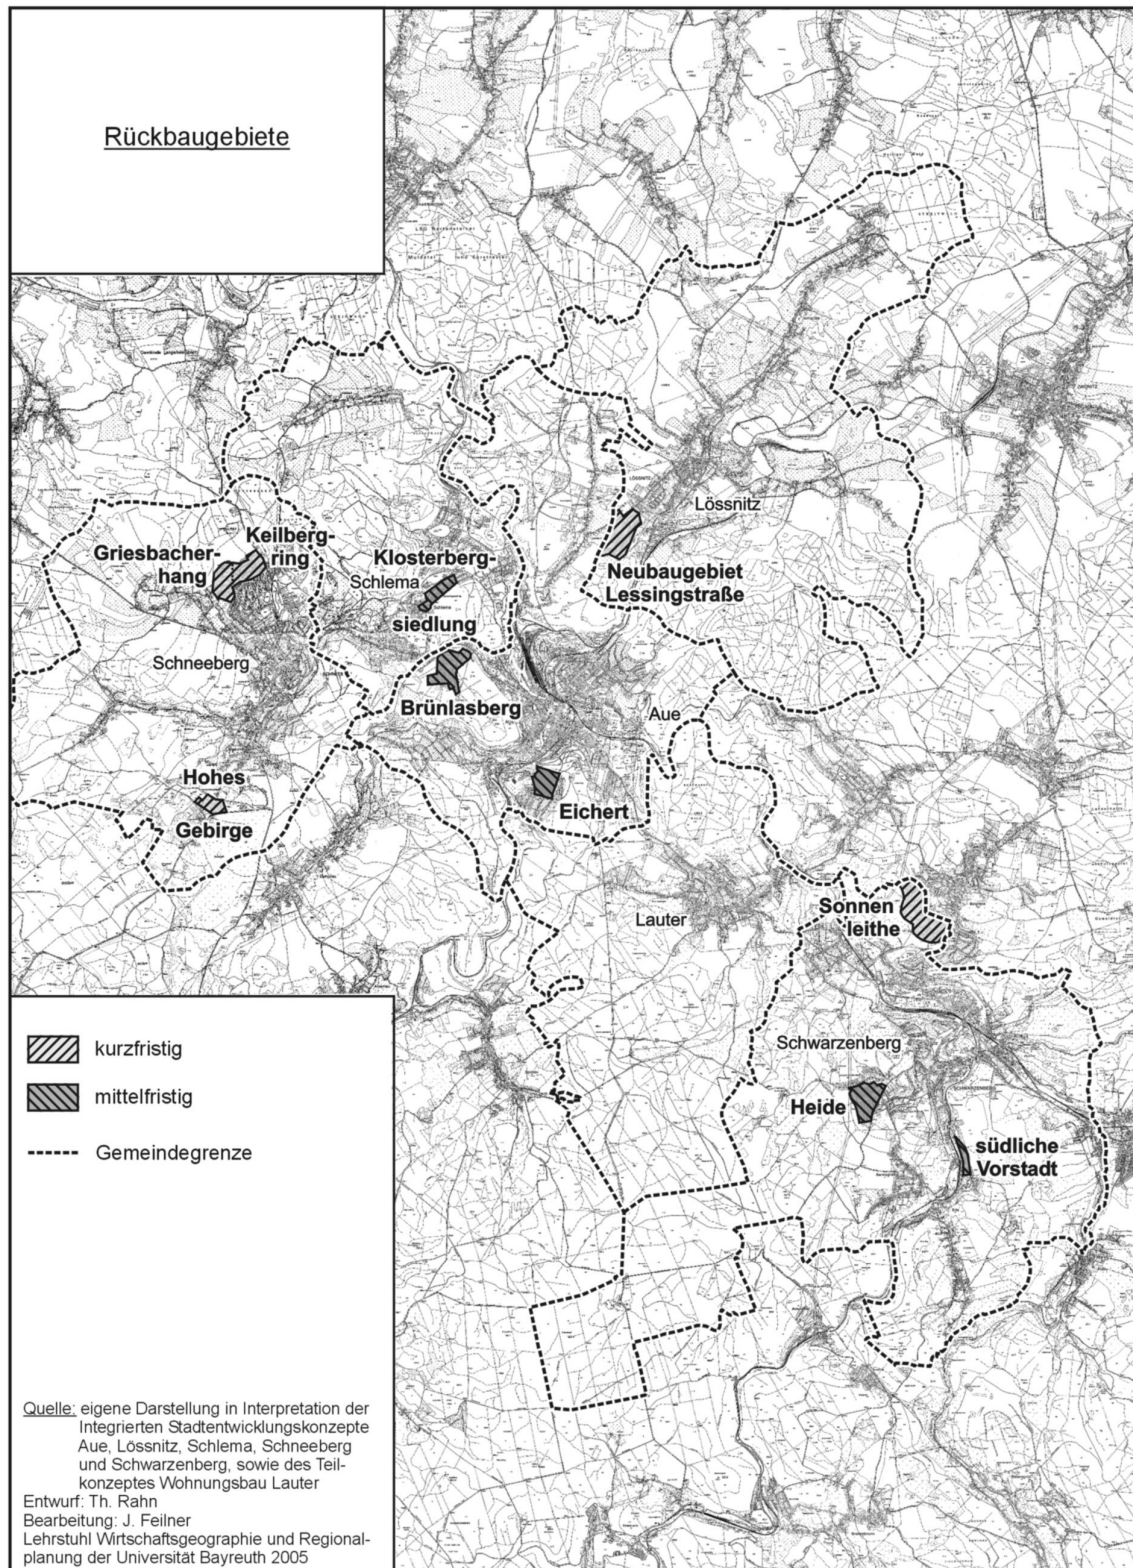 Rückbaugebiete
Keilberg-
ring
Griesbacher-
hang
Klosterberg-
siedlung
Schlema
Lössnitz
Neubaugebiet
Lessingstraße
Schneeberg
Brünlasberg
Aue
Hohes
Gebirge
Eichert
Sonnen
leithe
Lauter
Schwarzenberg
Heide
südliche
Vorstadt
kurzfristig
mittelfristig
Gemeindegrenze
Quelle: eigene Darstellung in Interpretation der
Integrierten Stadtentwicklungskonzepte
Aue, Lössnitz, Schlema, Schneeberg
und Schwarzenberg, sowie des Teil-
konzeptes Wohnungsbau Lauter
Entwurf: Th. Rahn
Bearbeitung: J. Feilner
Lehrstuhl Wirtschaftsgeographie und Regional-
planung der Universität Bayreuth 2005